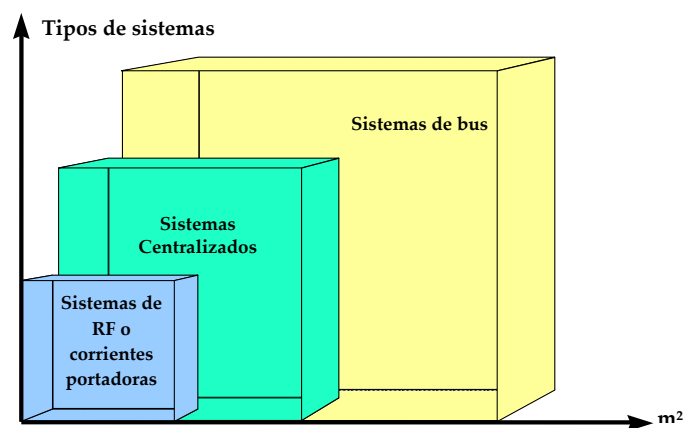 Tipos de sistemas
Sistemas de bus
Sistemas
Centralizados
Sistemas de
RF o
corrientes
portadoras
m²